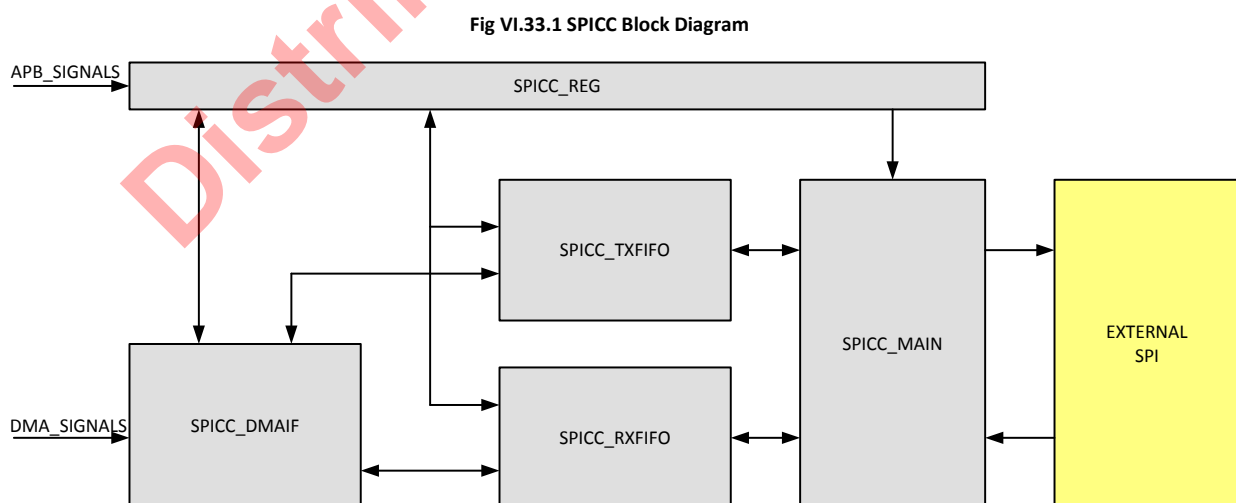 Fig VI.33.1 SPICC Block Diagram
APB_SIGNALS
SPICC_REG
SPICC_TXFIFO
SPICC_MAIN
EXTERNAL
SPI
DMA_SIGNALS
SPICC_DMAIF
SPICC_RXFIFO
Distri